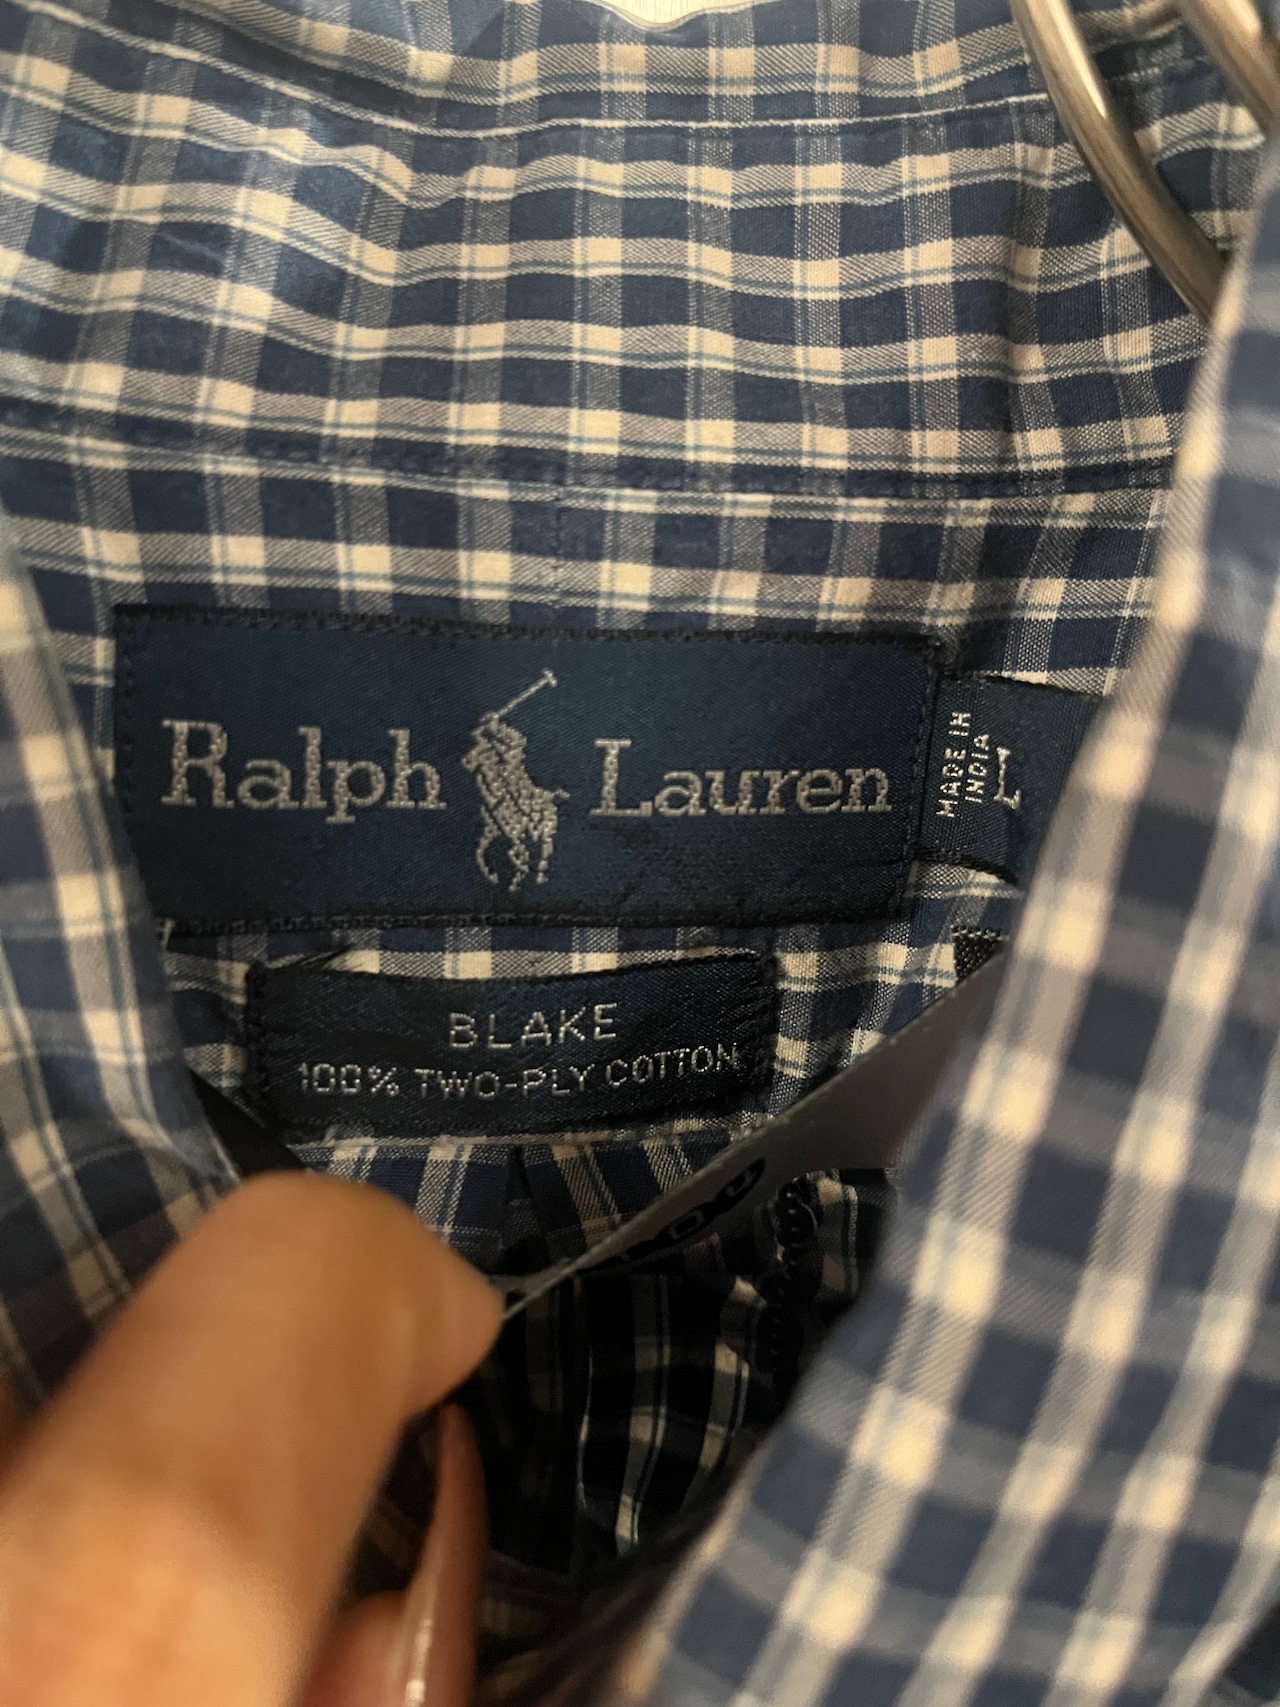 Ralph Lauren
MADE IN
INDIA
L
BLAKE
100% TWO-PLY COTTON